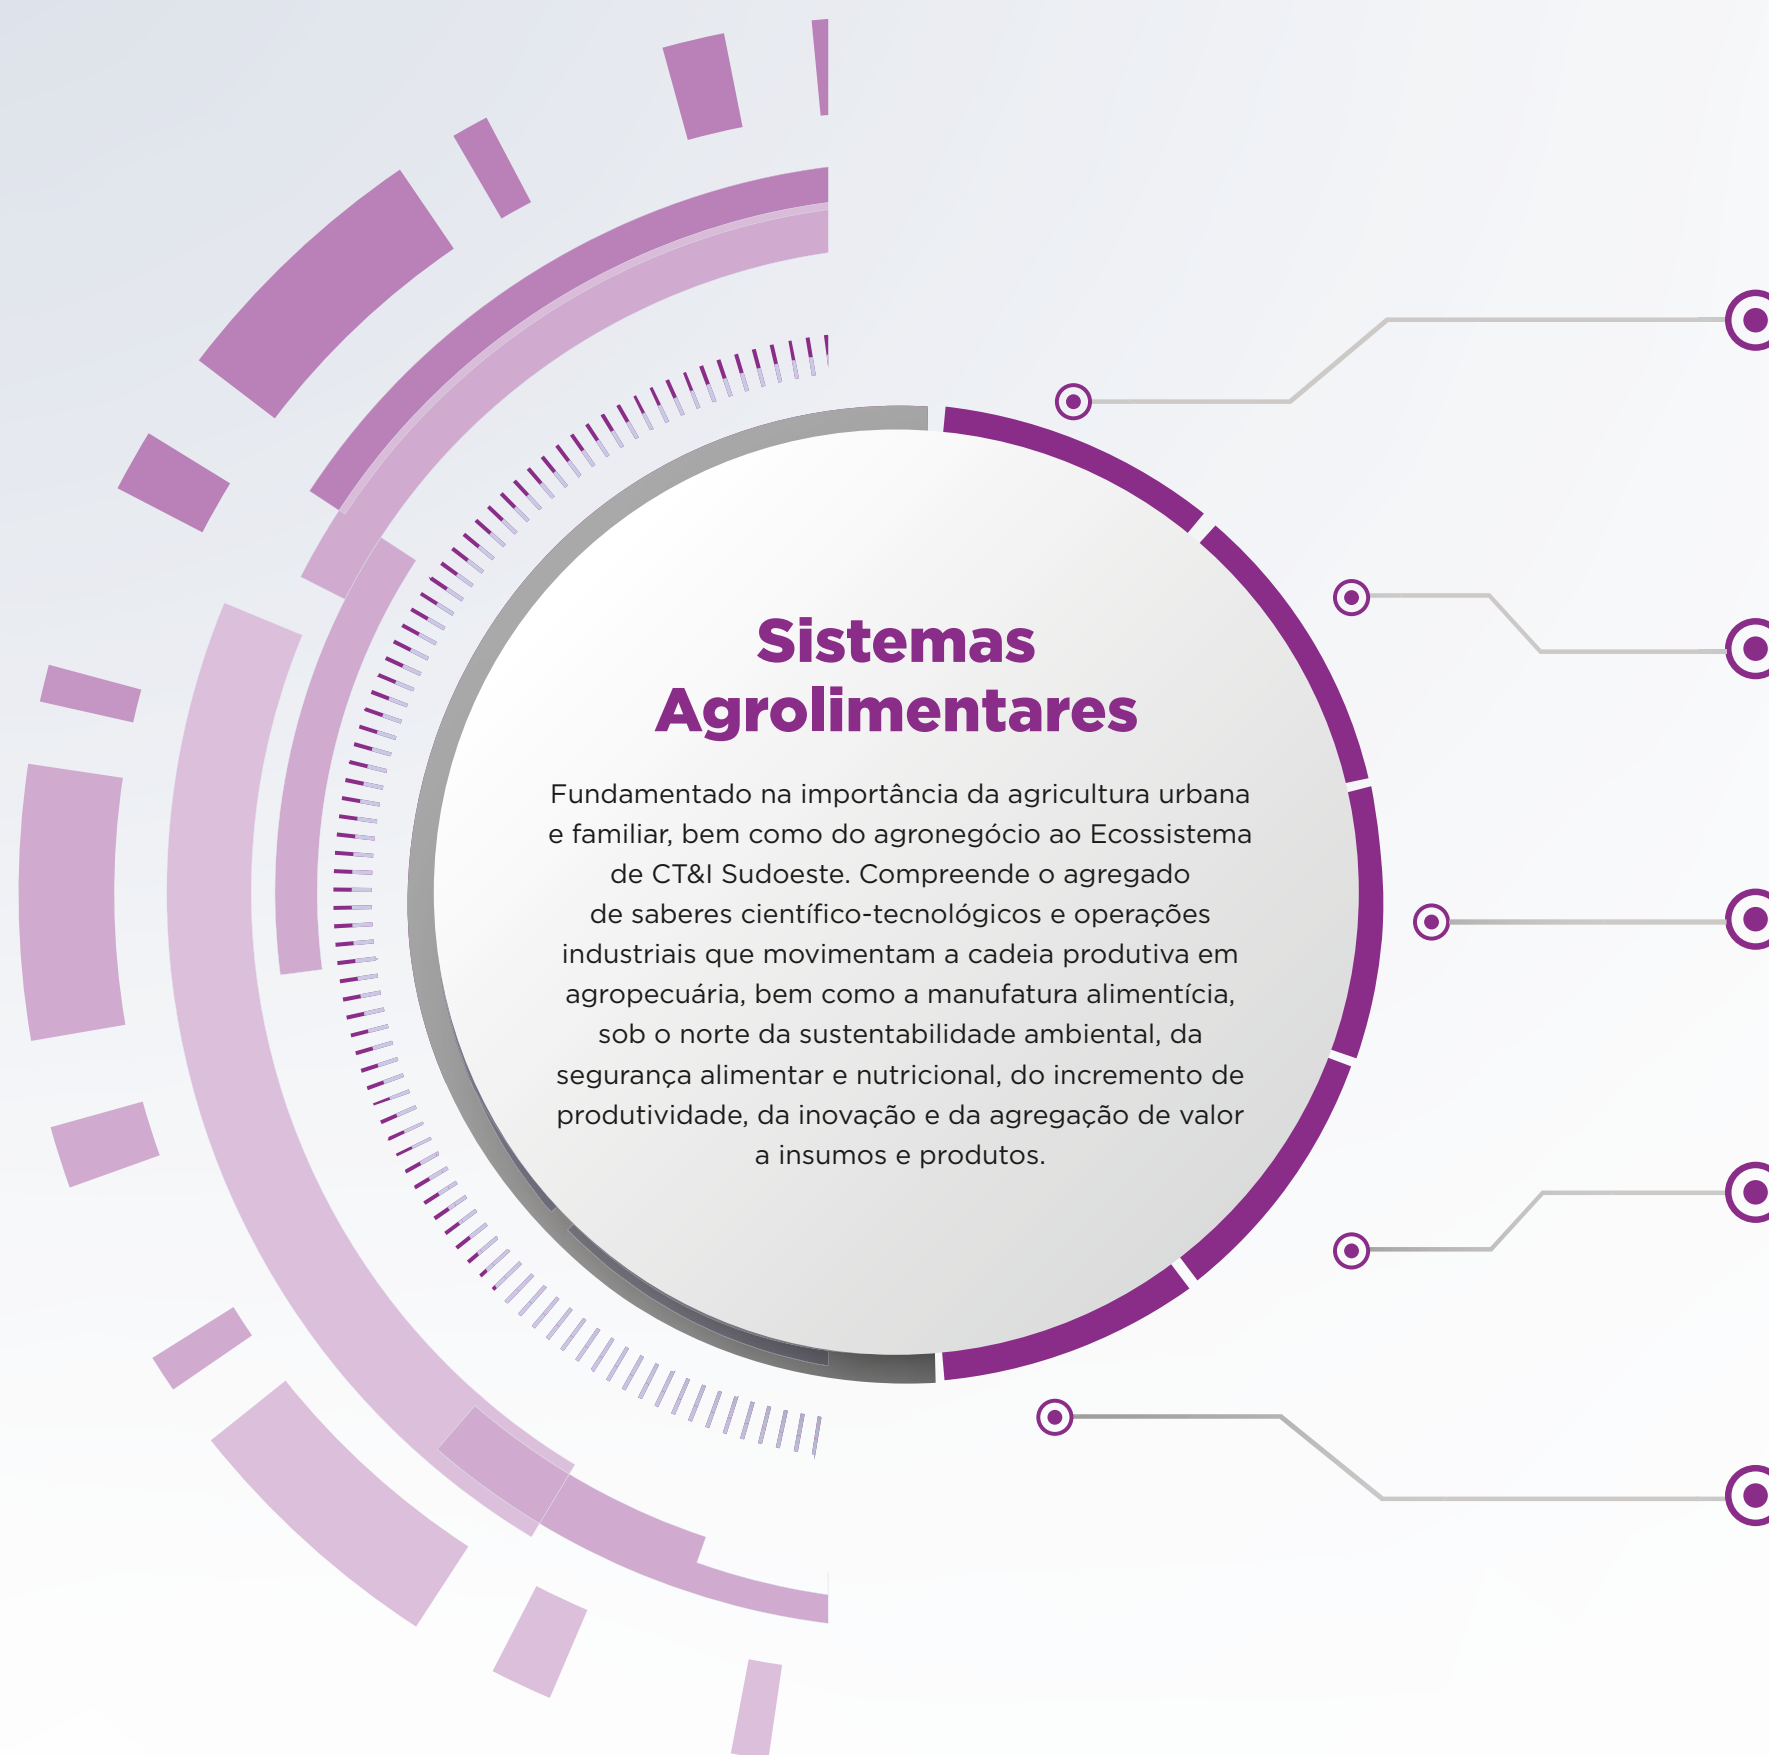 Sistemas
Agrolimentares
Fundamentado na importância da agricultura urbana
e familiar, bem como do agronegócio ao Ecossistema
de CT&I Sudoeste. Compreende o agregado
de saberes científico-tecnológicos e operações
industriais que movimentam a cadeia produtiva em
agropecuária, bem como a manufatura alimentícia,
sob o norte da sustentabilidade ambiental, da
segurança alimentar e nutricional, do incremento de
produtividade, da inovação e da agregação de valor
a insumos e produtos.